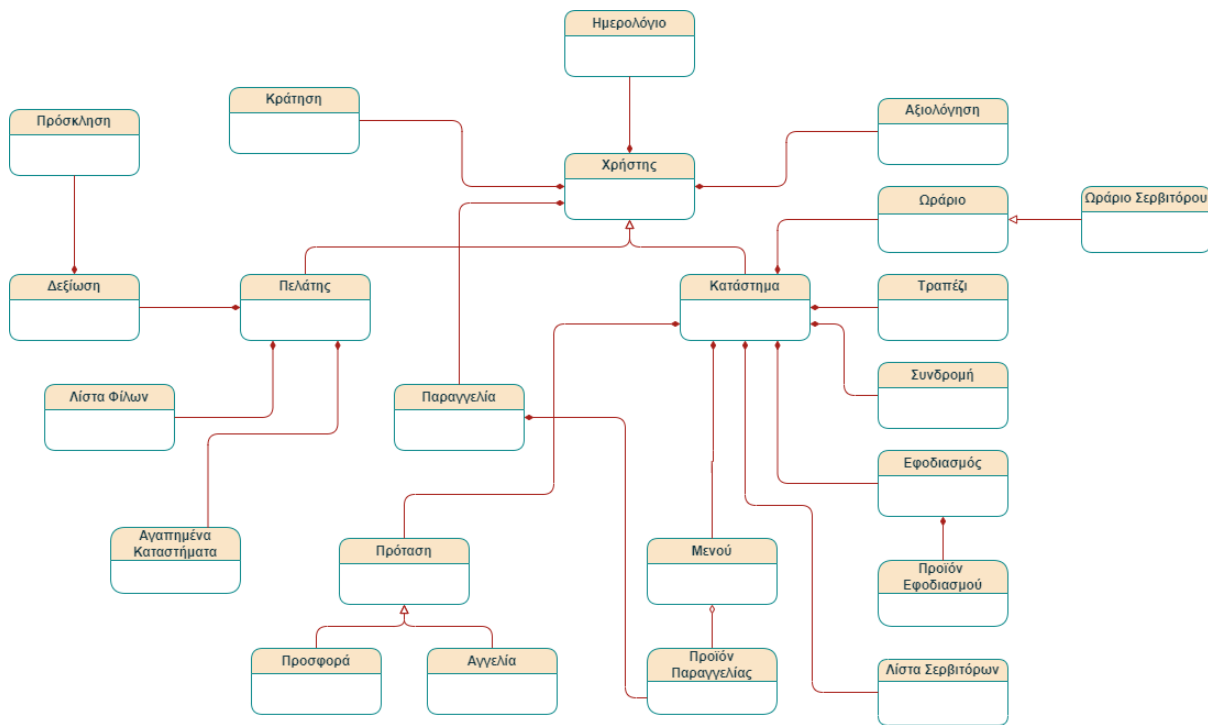 Ημερολόγιο
Κράτηση
Αξιολόγηση
Πρόσκληση
Χρήστης
Ωράριο
Ωράριο Σερβιτόρου
Δεξίωση
Πελάτης
Κατάστημα
Τραπέζι
Λίστα Φίλων
Παραγγελία
Συνδρομή
Εφοδιασμός
Αγαπημένα
Καταστήματα
Πρόταση
Μενού
Προϊόν
Εφοδιασμού
Προσφορά
Αγγελία
Προϊόν
Παραγγελίας
Λίστα Σερβιτόρων